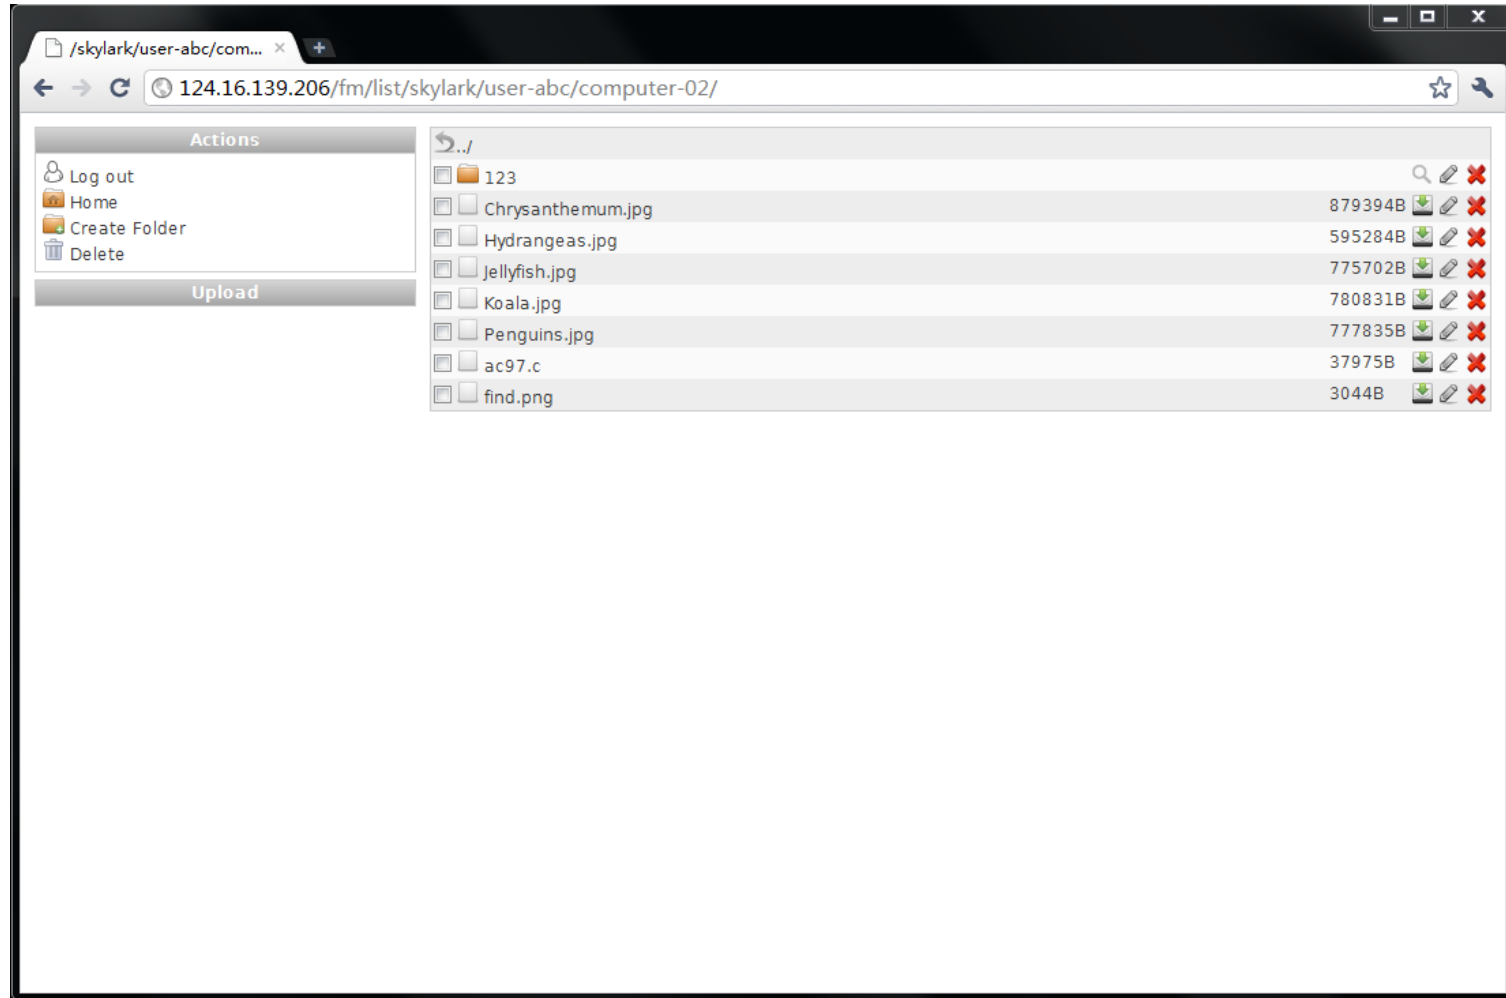 /skylark/user-abc/com...
124.16.139.206/fm/list/skylark/user-abc/computer-02/
Actions
Log out
Home
Create Folder
Delete
Upload
../
123
Chrysanthemum.jpg 879394B
Hydrangeas.jpg 595284B
Jellyfish.jpg 775702B
Koala.jpg 780831B
Penguins.jpg 777835B
ac97.c 37975B
find.png 3044B